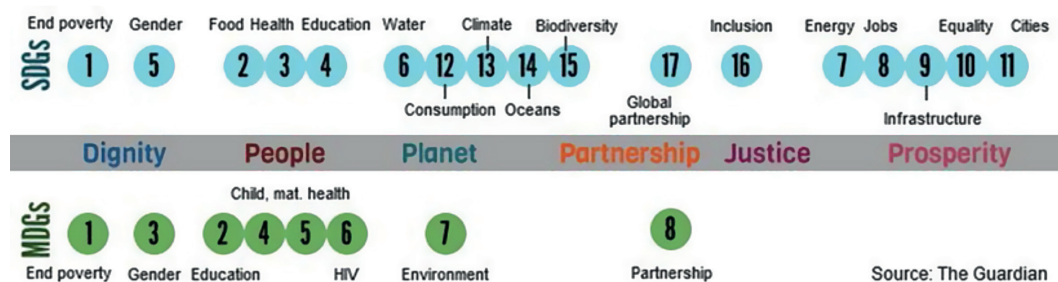 End poverty Gender Food Health Education Water Climate Biodiversity Inclusion Energy Jobs Equality Cities
SDGs 1 5 2 3 4 6 12 13 14 15 17 16 7 8 9 10 11
Consumption Oceans Global partnership Infrastructure
Dignity People Planet Partnership Justice Prosperity
Child, mat. health
MDGs 1 3 2 4 5 6 7 8
End poverty Gender Education HIV Environment Partnership Source: The Guardian